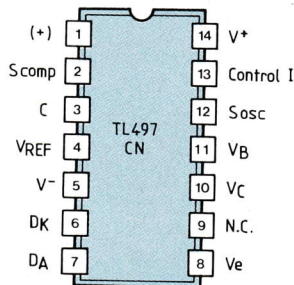 (+) 1 14 V+
Scomp 2 13 Control I
C 3 12 Sosc
TL497
CN
VREF 4 11 VB
V- 5 10 VC
DK 6 9 N.C.
DA 7 8 Ve